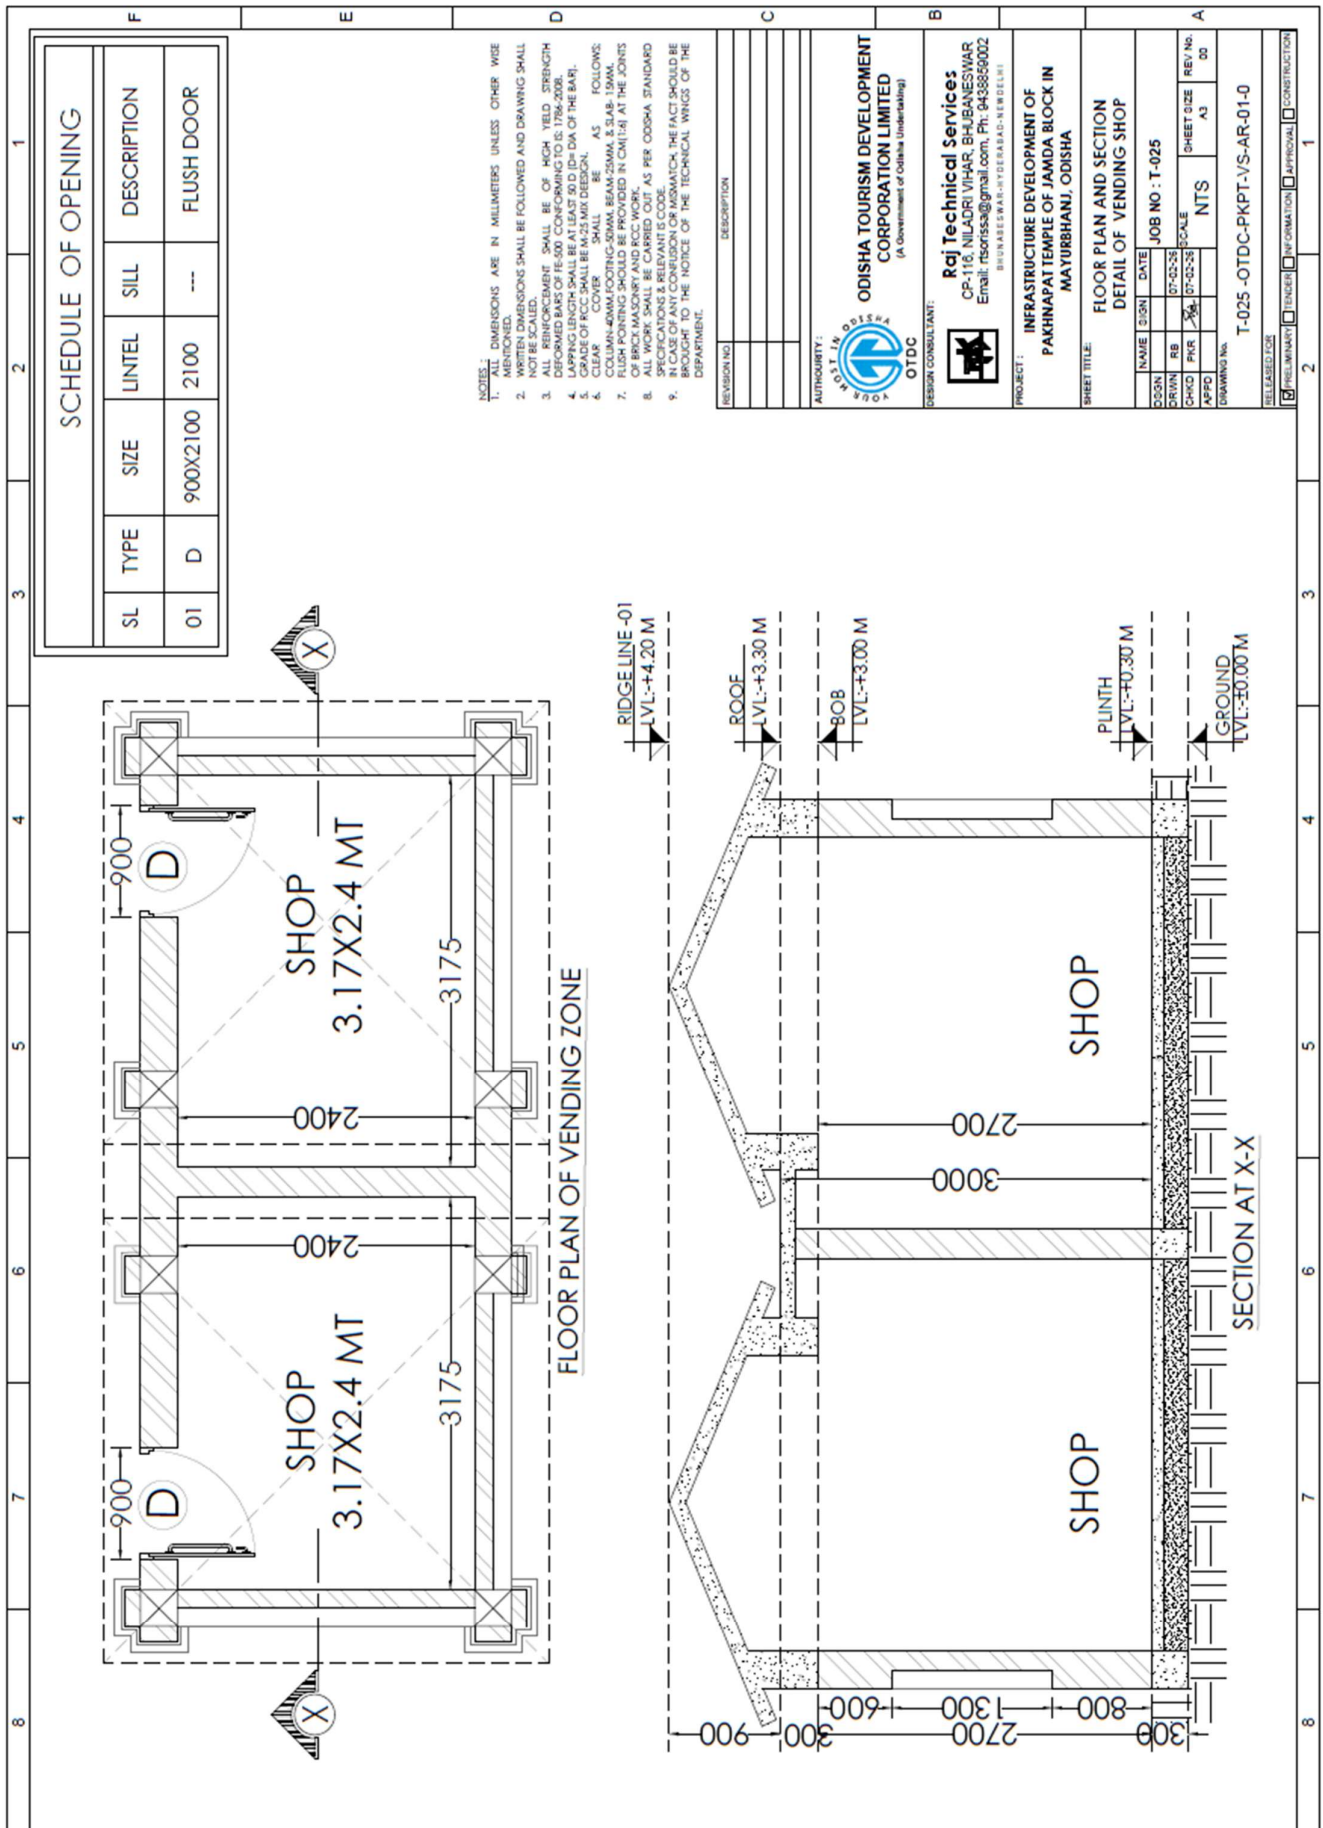 SCHEDULE OF OPENING
SL TYPE SIZE LINTEL SILL DESCRIPTION
01 D 900X2100 2100 --- FLUSH DOOR
900
D
900
D
SHOP
3.17X2.4 MT
SHOP
3.17X2.4 MT
2400
2400
3175
3175
X
X
FLOOR PLAN OF VENDING ZONE
RIDGE LINE -01
LVL:-+4.20 M
ROOF
LVL:-+3.30 M
BOB
LVL:-+3.00 M
PLINTH
LVL:-+0.30 M
GROUND
LVL:-±0.00 M
900
300
600
1300
800
2700
300
3000
2700
SHOP
SHOP
SECTION AT X-X
NOTES :
1. ALL DIMENSIONS ARE IN MILLIMETERS UNLESS OTHER WISE
MENTIONED.
2. WRITTEN DIMENSIONS SHALL BE FOLLOWED AND DRAWING SHALL
NOT BE SCALED.
3. ALL REINFORCEMENT SHALL BE OF HIGH YIELD STRENGTH
DEFORMED BARS OF FE-500 CONFORMING TO IS: 1786-2008.
4. LAPPING LENGTH SHALL BE AT LEAST 50 D (D= DIA OF THE BAR).
5. GRADE OF RCC SHALL BE M-25 MIX DEESIGN.
6. CLEAR COVER SHALL BE AS FOLLOWS:
COLUMN-40MM,FOOTING-50MM, BEAM-25MM, & SLAB- 15MM.
7. FLUSH POINTING SHOULD BE PROVIDED IN CM(1:6) AT THE JOINTS
OF BRICK MASONRY AND RCC WORK.
8. ALL WORK SHALL BE CARRIED OUT AS PER ODISHA STANDARD
SPECIFICATIONS & RELEVANT IS CODE.
9. IN CASE OF ANY CONFUSION OR MISMATCH, THE FACT SHOULD BE
BROUGHT TO THE NOTICE OF THE TECHNICAL WINGS OF THE
DEPARTMENT.
REVISION NO DESCRIPTION
AUTHOURITY :
YOUR HOST IN ODISHA
OTDC
ODISHA TOURISM DEVELOPMENT
CORPORATION LIMITED
(A Government of Odisha Undertaking)
DESIGN CONSULTANT:
Raj Technical Services
CP-116, NILADRI VIHAR, BHUBANESWAR
Email: rtsorissa@gmail.com, Ph: 9438859002
BHUNABESWAR-HYDERABAD-NEWDELHI
PROJECT :
INFRASTRUCTURE DEVELOPMENT OF
PAKHNAPAT TEMPLE OF JAMDA BLOCK IN
MAYURBHANJ, ODISHA
SHEET TITLE:
FLOOR PLAN AND SECTION
DETAIL OF VENDING SHOP
NAME SIGN DATE
DSGN
DRWN RB 07-02-26
CHKD PKR 07-02-26
APPD
JOB NO : T-025
SCALE NTS
SHEET SIZE A3
REV No. 00
DRAWING No.
T-025 -OTDC-PKPT-VS-AR-01-0
RELEASED FOR
PRELIMINARY TENDER INFORMATION APPROVAL CONSTRUCTION
8 7 6 5 4 3 2 1
8 7 6 5 4 3 2 1
F E D C B A